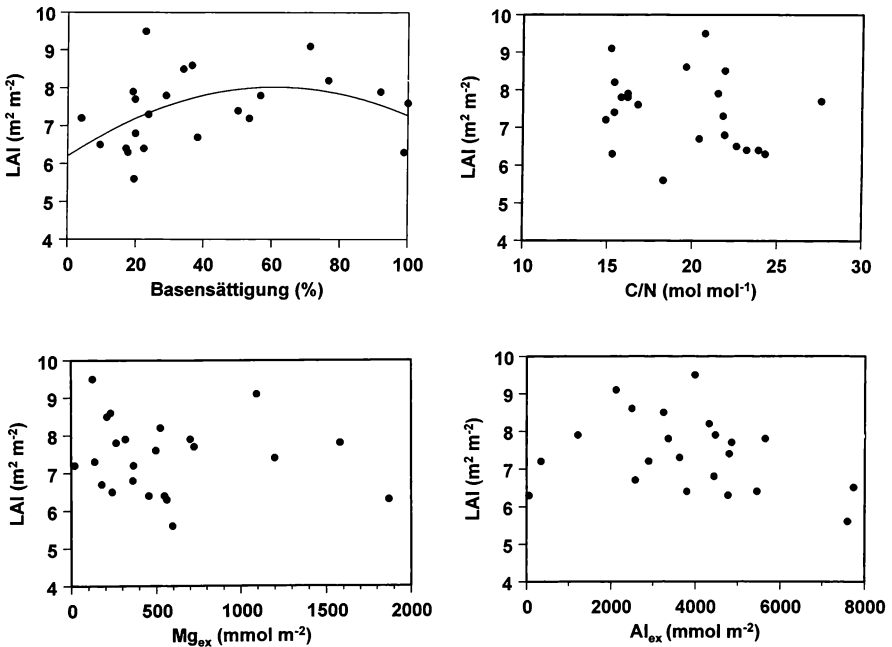 10
9
8
7
6
5
4
LAI (m² m⁻²)
0 20 40 60 80 100
Basensättigung (%)
10
9
8
7
6
5
4
LAI (m² m⁻²)
10 15 20 25 30
C/N (mol mol⁻¹)
10
9
8
7
6
5
4
LAI (m² m⁻²)
0 500 1000 1500 2000
Mgex (mmol m⁻²)
10
9
8
7
6
5
4
LAI (m² m⁻²)
0 2000 4000 6000 8000
Alex (mmol m⁻²)